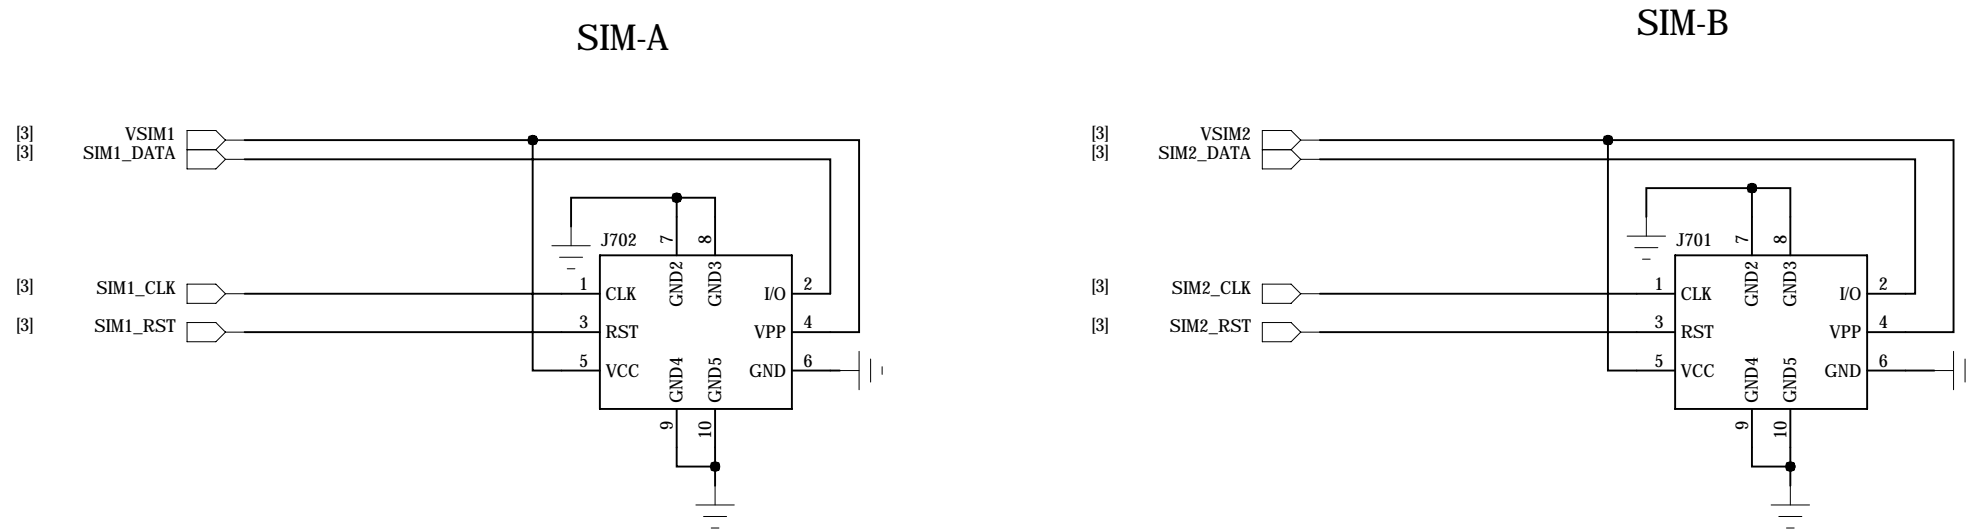 SIM-A
[3] VSIM1
[3] SIM1_DATA
J702
7 8
GND2 GND3
[3] SIM1_CLK 1 CLK I/O 2
[3] SIM1_RST 3 RST VPP 4
5 VCC GND 6
GND4 GND5
9 10
SIM-B
[3] VSIM2
[3] SIM2_DATA
J701
7 8
GND2 GND3
[3] SIM2_CLK 1 CLK I/O 2
[3] SIM2_RST 3 RST VPP 4
5 VCC GND 6
GND4 GND5
9 10